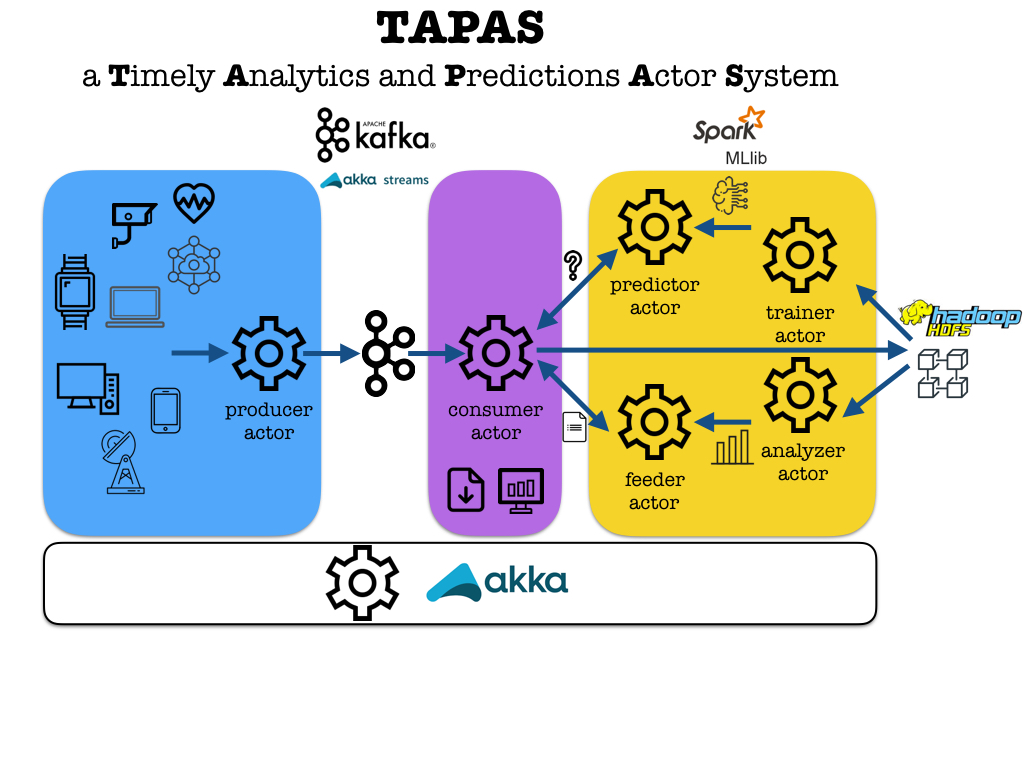 TAPAS
a Timely Analytics and Predictions Actor System
APACHE
kafka®
akka streams
Spark
MLlib
?
predictor
actor
trainer
actor
hadoop
HDFS
producer
actor
consumer
actor
feeder
actor
analyzer
actor
akka